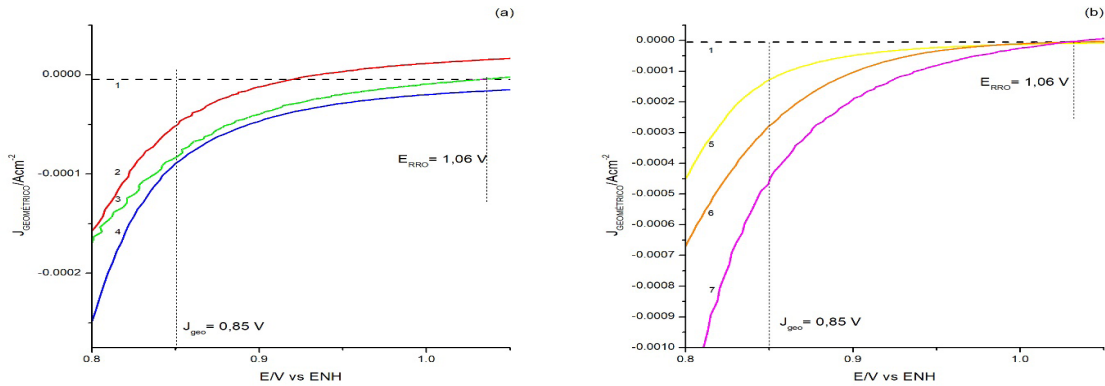 (a)
0.0000
-0.0001
-0.0002
J_GEOMÉTRICO/Acm⁻²
1
2
3
4
E_RRO= 1,06 V
J_geo= 0,85 V
0.8
0.9
1.0
E/V vs ENH
(b)
0.0000
-0.0001
-0.0002
-0.0003
-0.0004
-0.0005
-0.0006
-0.0007
-0.0008
-0.0009
-0.0010
J_GEOMÉTRICO/Acm⁻²
1
5
6
7
E_RRO= 1,06 V
J_geo= 0,85 V
0.8
0.9
1.0
E/V vs ENH